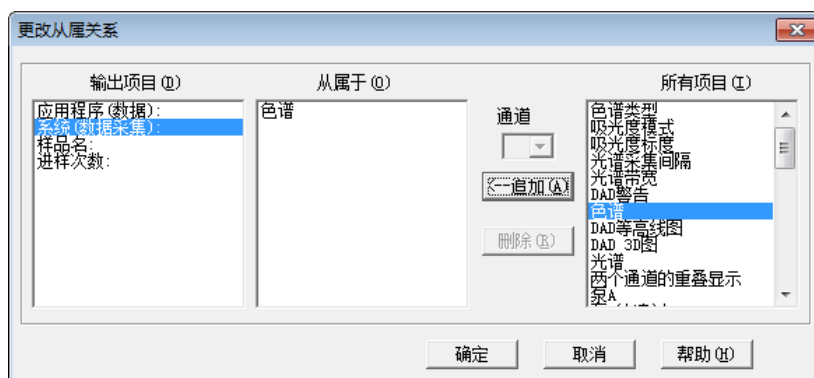 更改从属关系
输出项目(D)
从属于(O)
所有项目(I)
应用程序(数据):
系统(数据采集):
样品名:
进样次数:
色谱
通道
<--追加(A)
删除(R)
色谱类型
吸光度模式
吸光度标度
光谱采集间隔
光谱带宽
DAD警告
色谱
DAD等高线图
DAD 3D图
光谱
两个通道的重叠显示
泵A
确定
取消
帮助(H)